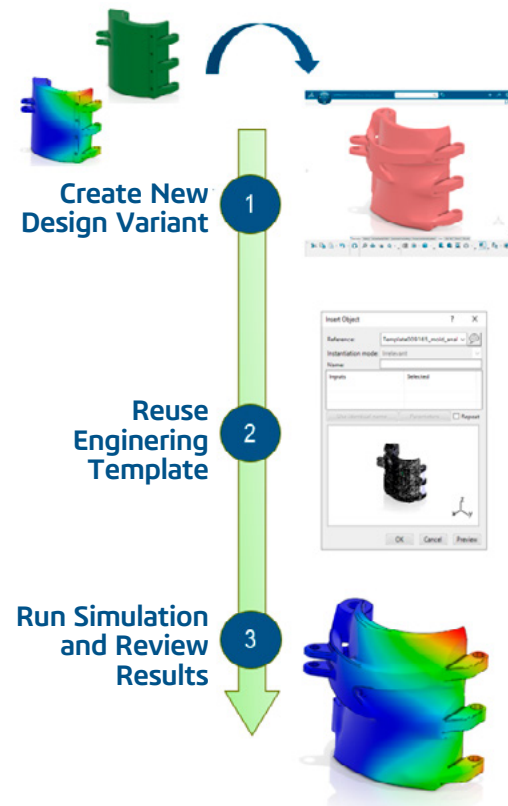 Create New
Design Variant
1
Insert Object
?
X
Reference:
Instantiation mode: Irrelevant
Name:
Inputs
Selected
Repeat
Reuse
Enginering
Template
2
z
x
y
OK
Cancel
Preview
Run Simulation
and Review
Results
3